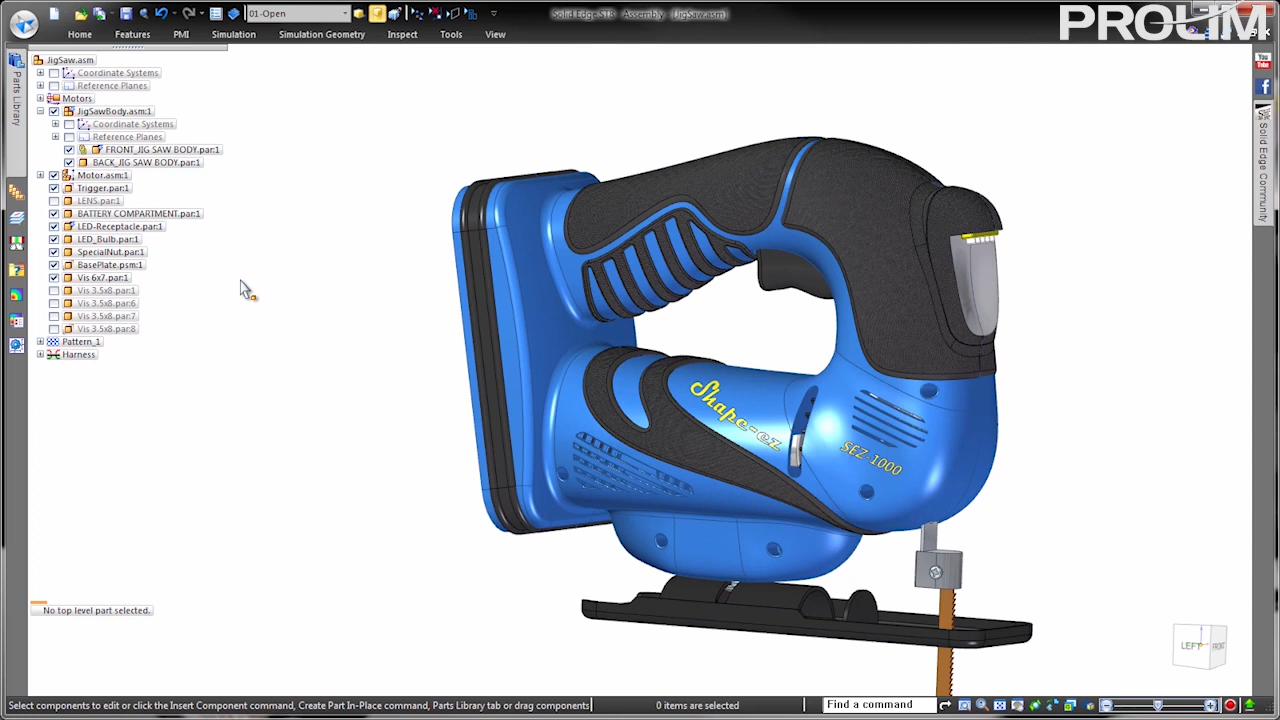 01-Open
Solid Edge ST8 - Assembly - [JigSaw.asm]
PROLIM
Home Features PMI Simulation Simulation Geometry Inspect Tools View
Parts Library
JigSaw.asm
Coordinate Systems
Reference Planes
Motors
JigSawBody.asm:1
Coordinate Systems
Reference Planes
FRONT_JIG SAW BODY.par:1
BACK_JIG SAW BODY.par:1
Motor.asm:1
Trigger.par:1
LENS.par:1
BATTERY COMPARTMENT.par:1
LED-Receptacle.par:1
LED_Bulb.par:1
SpecialNut.par:1
BasePlate.psm:1
Vis 6x7.par:1
Vis 3.5x8.par:1
Vis 3.5x8.par:6
Vis 3.5x8.par:7
Vis 3.5x8.par:8
Pattern_1
Harness
Shape-ez
SEZ-1000
You
Tube
Solid Edge Community
No top level part selected.
LEFT FRONT
Select components to edit or click the Insert Component command, Create Part In-Place command, Parts Library tab or drag components
0 items are selected
Find a command